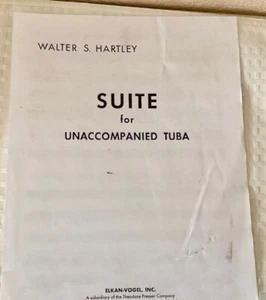 WALTER S. HARTLEY
SUITE
for
UNACCOMPANIED TUBA
ELKAN-VOGEL, INC.
A subsidiary of the Theodore Presser Company